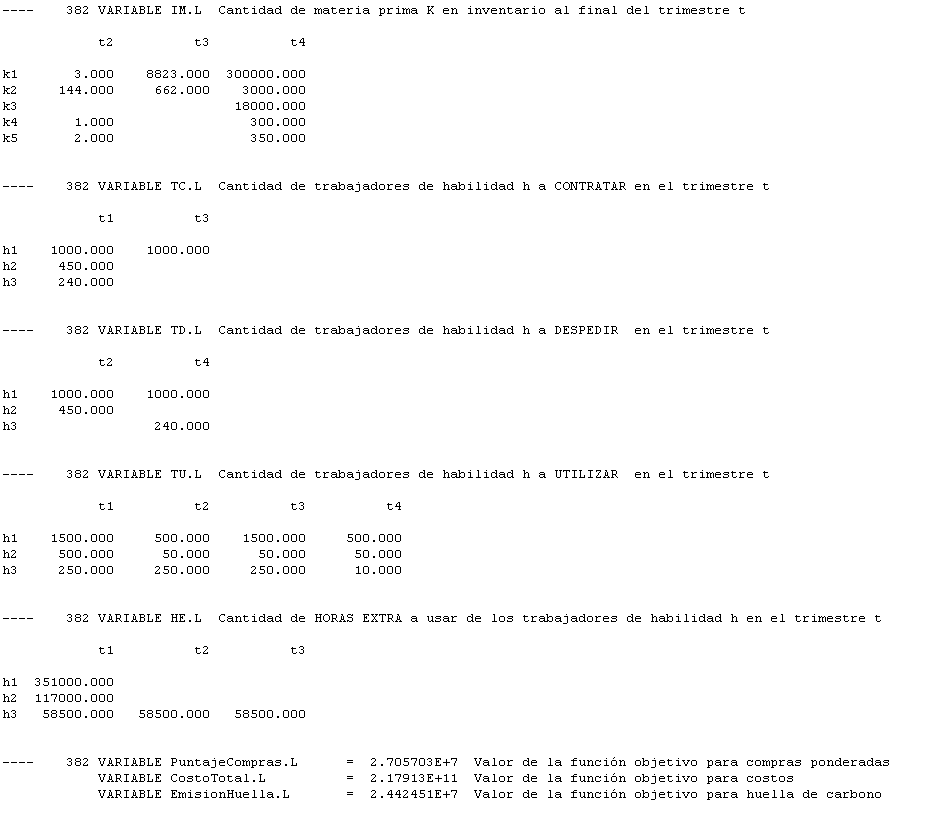 ---- 382 VARIABLE IM.L Cantidad de materia prima K en inventario al final del trimestre t
t2 t3 t4
k1 3.000 8823.000 300000.000
k2 144.000 662.000 3000.000
k3 18000.000
k4 1.000 300.000
k5 2.000 350.000
---- 382 VARIABLE TC.L Cantidad de trabajadores de habilidad h a CONTRATAR en el trimestre t
t1 t3
h1 1000.000 1000.000
h2 450.000
h3 240.000
---- 382 VARIABLE TD.L Cantidad de trabajadores de habilidad h a DESPEDIR en el trimestre t
t2 t4
h1 1000.000 1000.000
h2 450.000
h3 240.000
---- 382 VARIABLE TU.L Cantidad de trabajadores de habilidad h a UTILIZAR en el trimestre t
t1 t2 t3 t4
h1 1500.000 500.000 1500.000 500.000
h2 500.000 50.000 50.000 50.000
h3 250.000 250.000 250.000 10.000
---- 382 VARIABLE HE.L Cantidad de HORAS EXTRA a usar de los trabajadores de habilidad h en el trimestre t
t1 t2 t3
h1 351000.000
h2 117000.000
h3 58500.000 58500.000 58500.000
---- 382 VARIABLE PuntajeCompras.L = 2.705703E+7 Valor de la función objetivo para compras ponderadas
VARIABLE CostoTotal.L = 2.17913E+11 Valor de la función objetivo para costos
VARIABLE EmisionHuella.L = 2.442451E+7 Valor de la función objetivo para huella de carbono